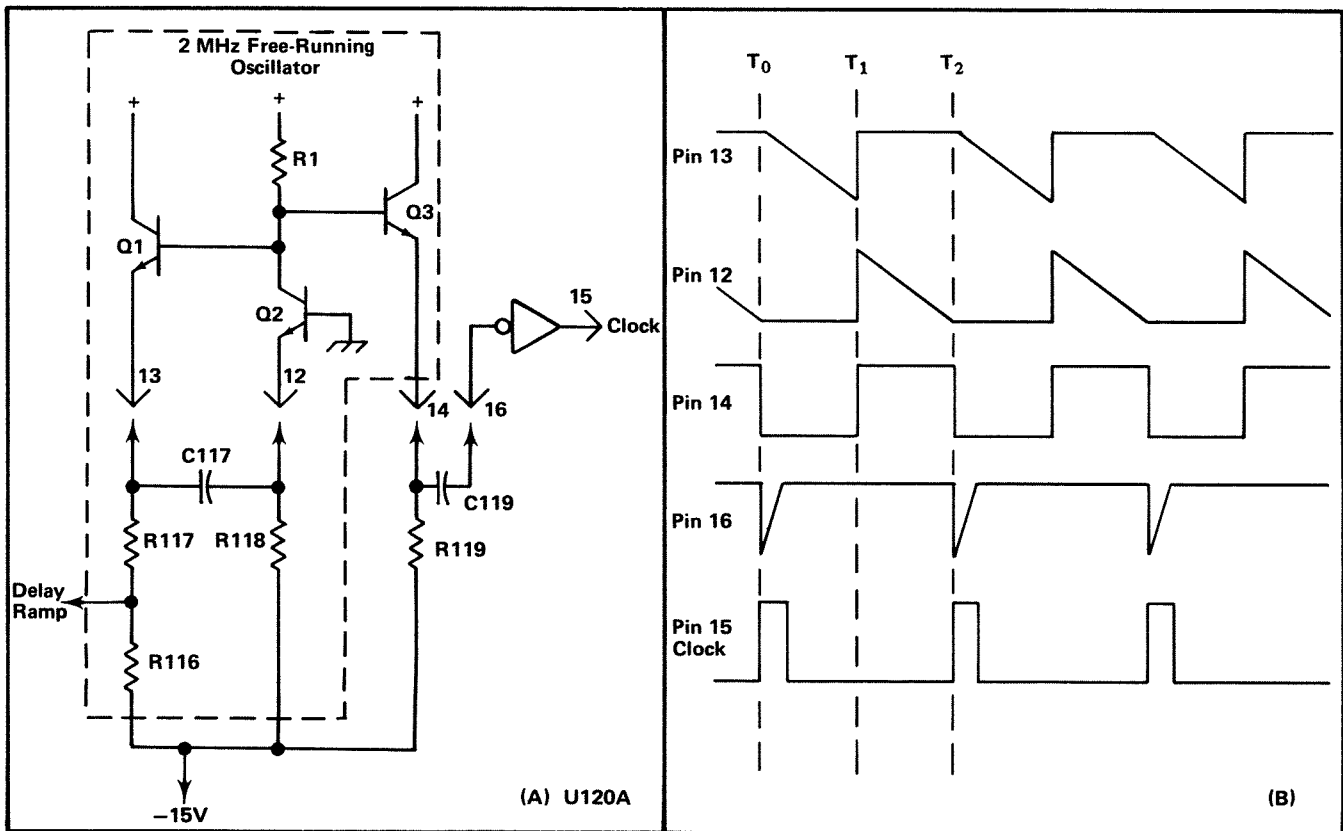 2 MHz Free-Running
Oscillator
+
+
+
R1
Q3
Q1
Q2
15
Clock
13
12
14
16
C117
C119
R117
R118
R119
Delay
Ramp
R116
−15V
(A) U120A
T0
T1
T2
Pin 13
Pin 12
Pin 14
Pin 16
Pin 15
Clock
(B)